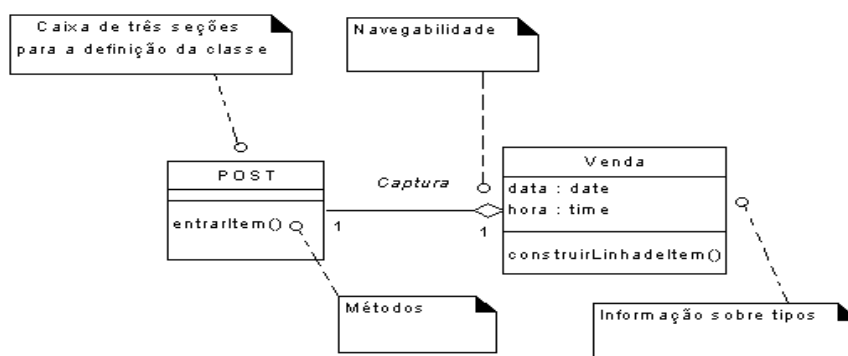 Caixa de três seções
para a definição da classe
Navegabilidade
POST
entrarItem()
Captura
1
1
Venda
data : date
hora : time
construirLinhadeItem()
Métodos
Informação sobre tipos